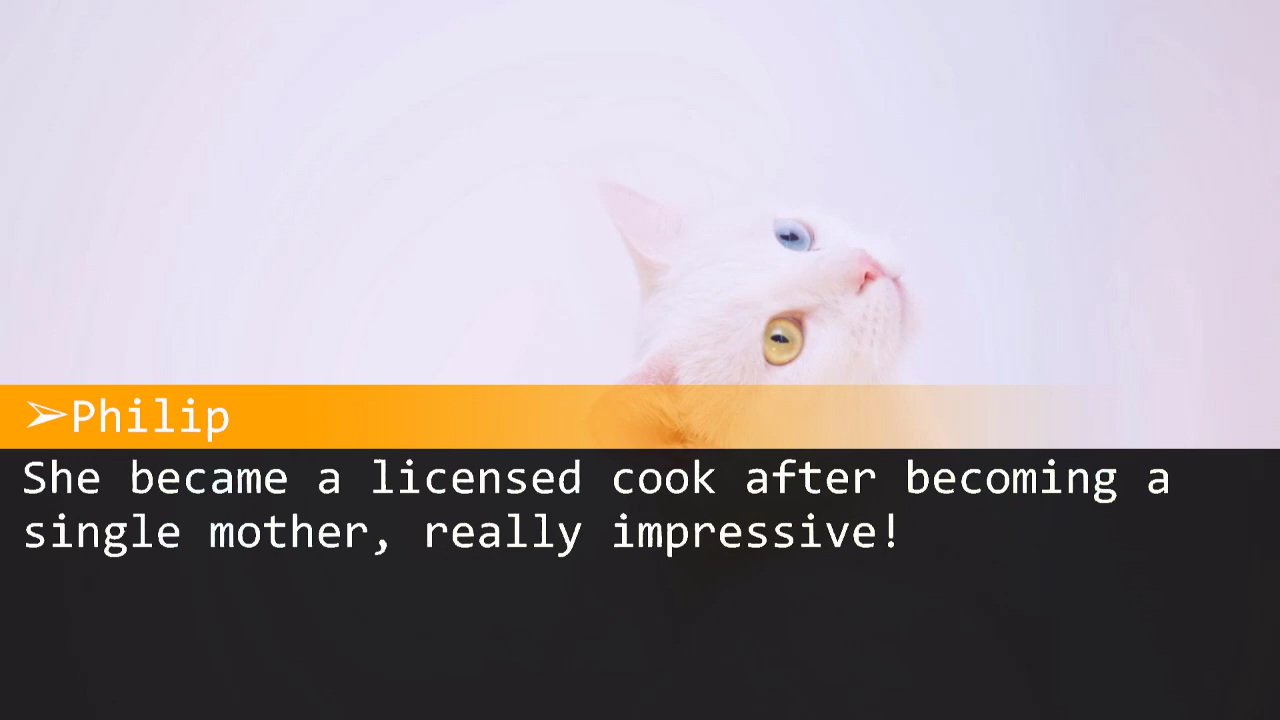 ➢Philip
She became a licensed cook after becoming a
single mother, really impressive!